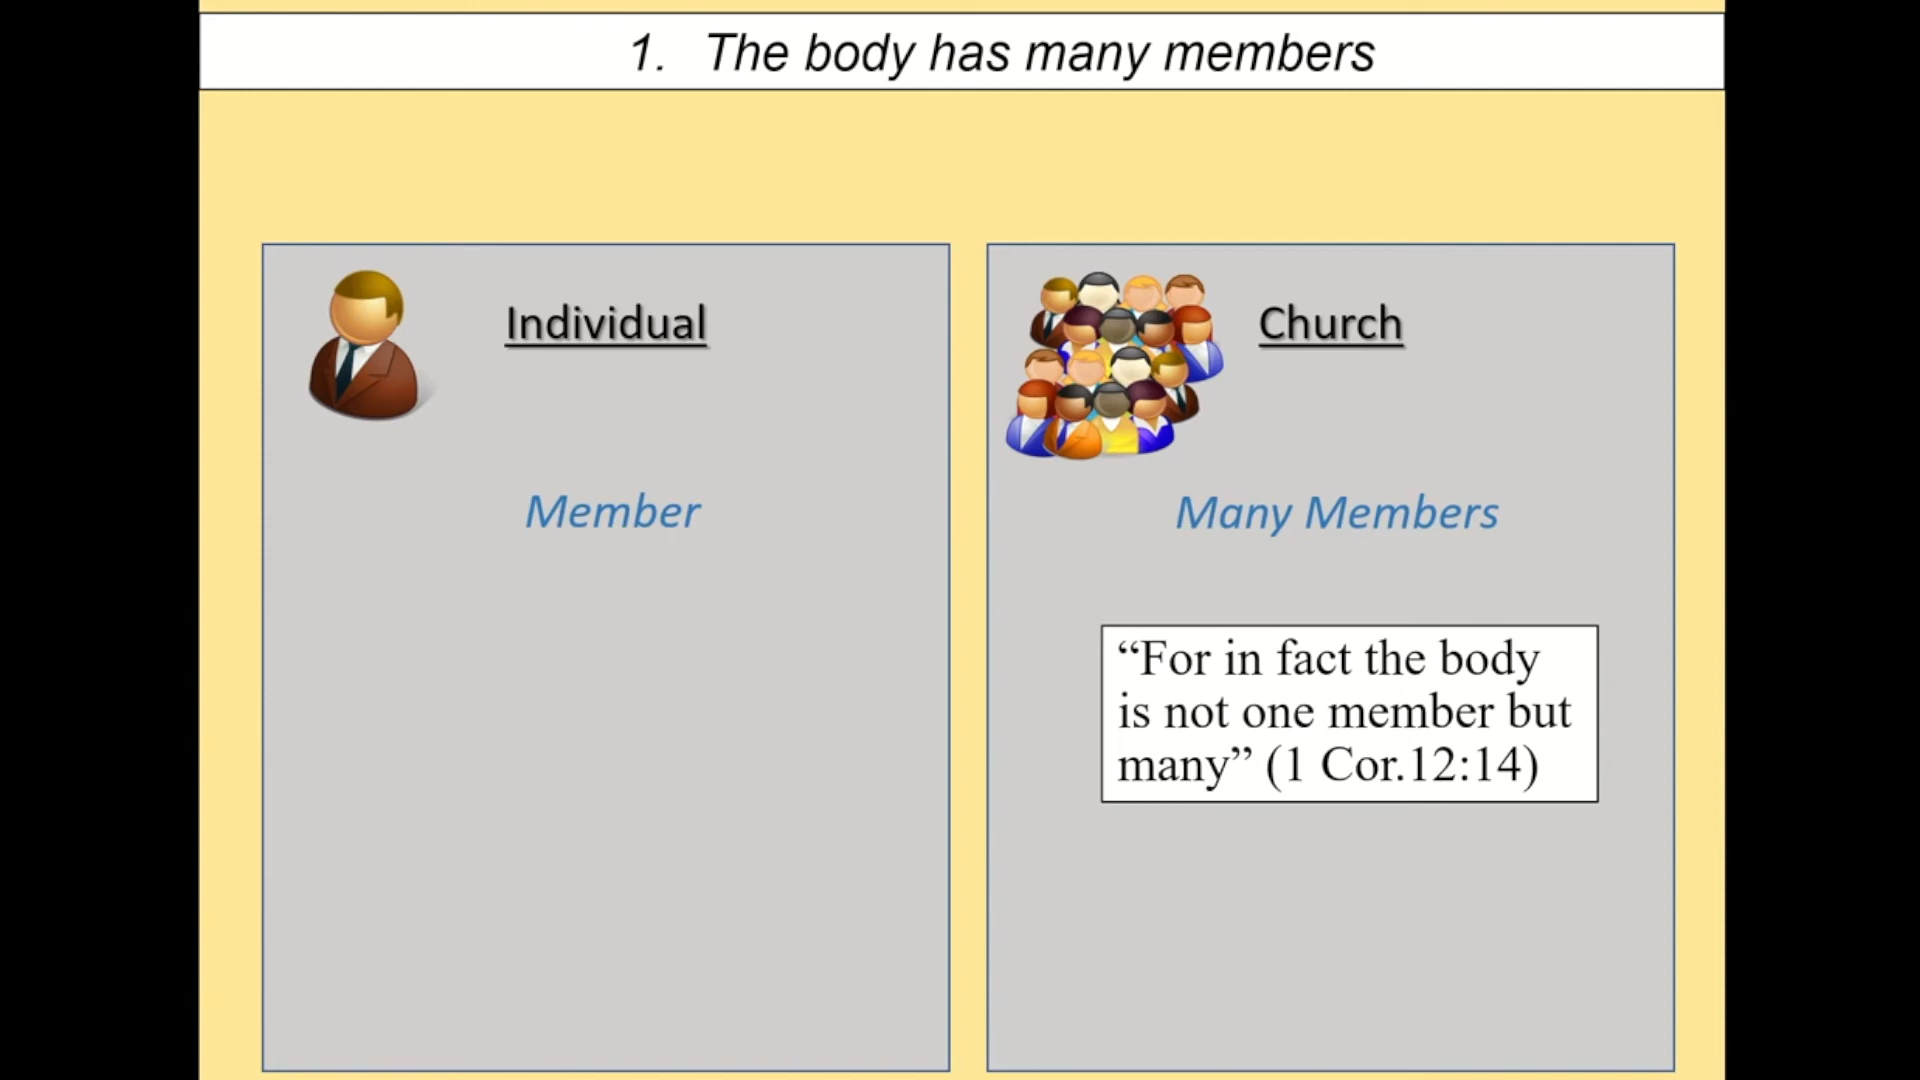 1. The body has many members
Individual
Member
Church
Many Members
“For in fact the body
is not one member but
many” (1 Cor.12:14)